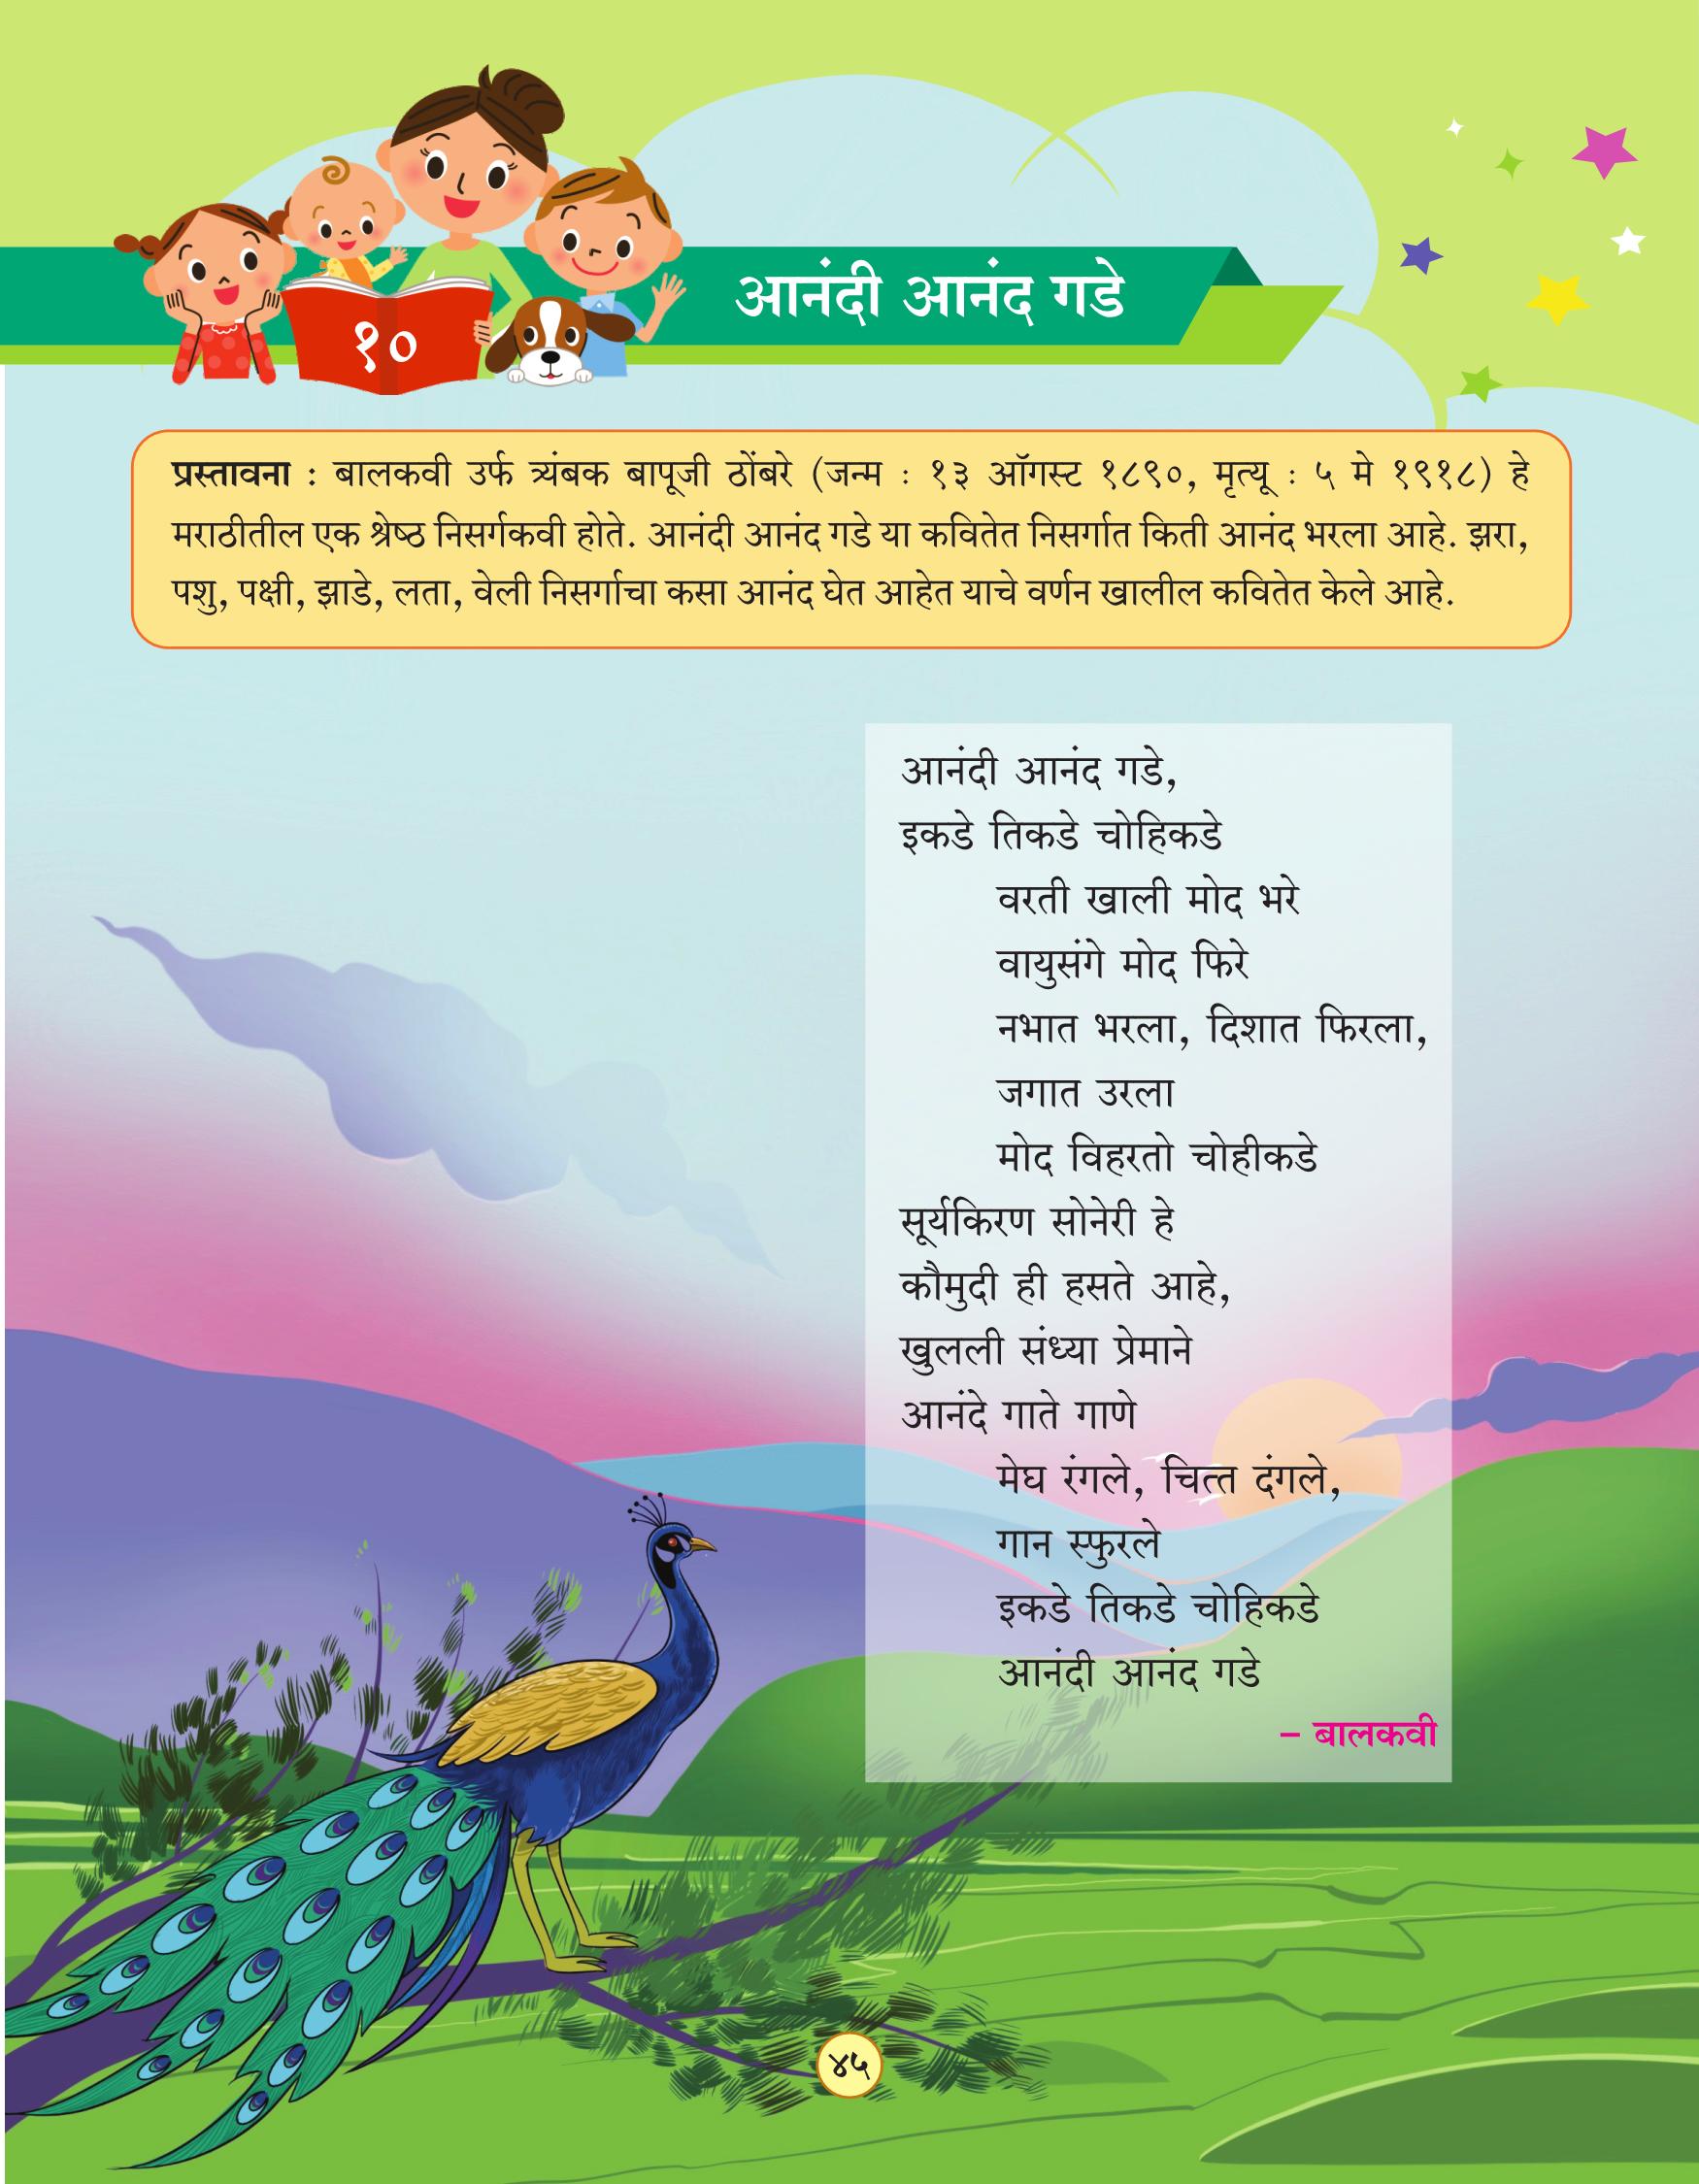 १०
आनंदी आनंद गडे
प्रस्तावना : बालकवी उर्फ त्र्यंबक बापूजी ठोंबरे (जन्म : १३ ऑगस्ट १८९०, मृत्यू : ५ मे १९१८) हे
मराठीतील एक श्रेष्ठ निसर्गकवी होते. आनंदी आनंद गडे या कवितेत निसर्गात किती आनंद भरला आहे. झरा,
पशु, पक्षी, झाडे, लता, वेली निसर्गाचा कसा आनंद घेत आहेत याचे वर्णन खालील कवितेत केले आहे.
आनंदी आनंद गडे,
इकडे तिकडे चोहिकडे
वरती खाली मोद भरे
वायुसंगे मोद फिरे
नभात भरला, दिशात फिरला,
जगात उरला
मोद विहरतो चोहीकडे
सूर्यकिरण सोनेरी हे
कौमुदी ही हसते आहे,
खुलली संध्या प्रेमाने
आनंदे गाते गाणे
मेघ रंगले, चित्त दंगले,
गान स्फुरले
इकडे तिकडे चोहिकडे
आनंदी आनंद गडे
– बालकवी
४५